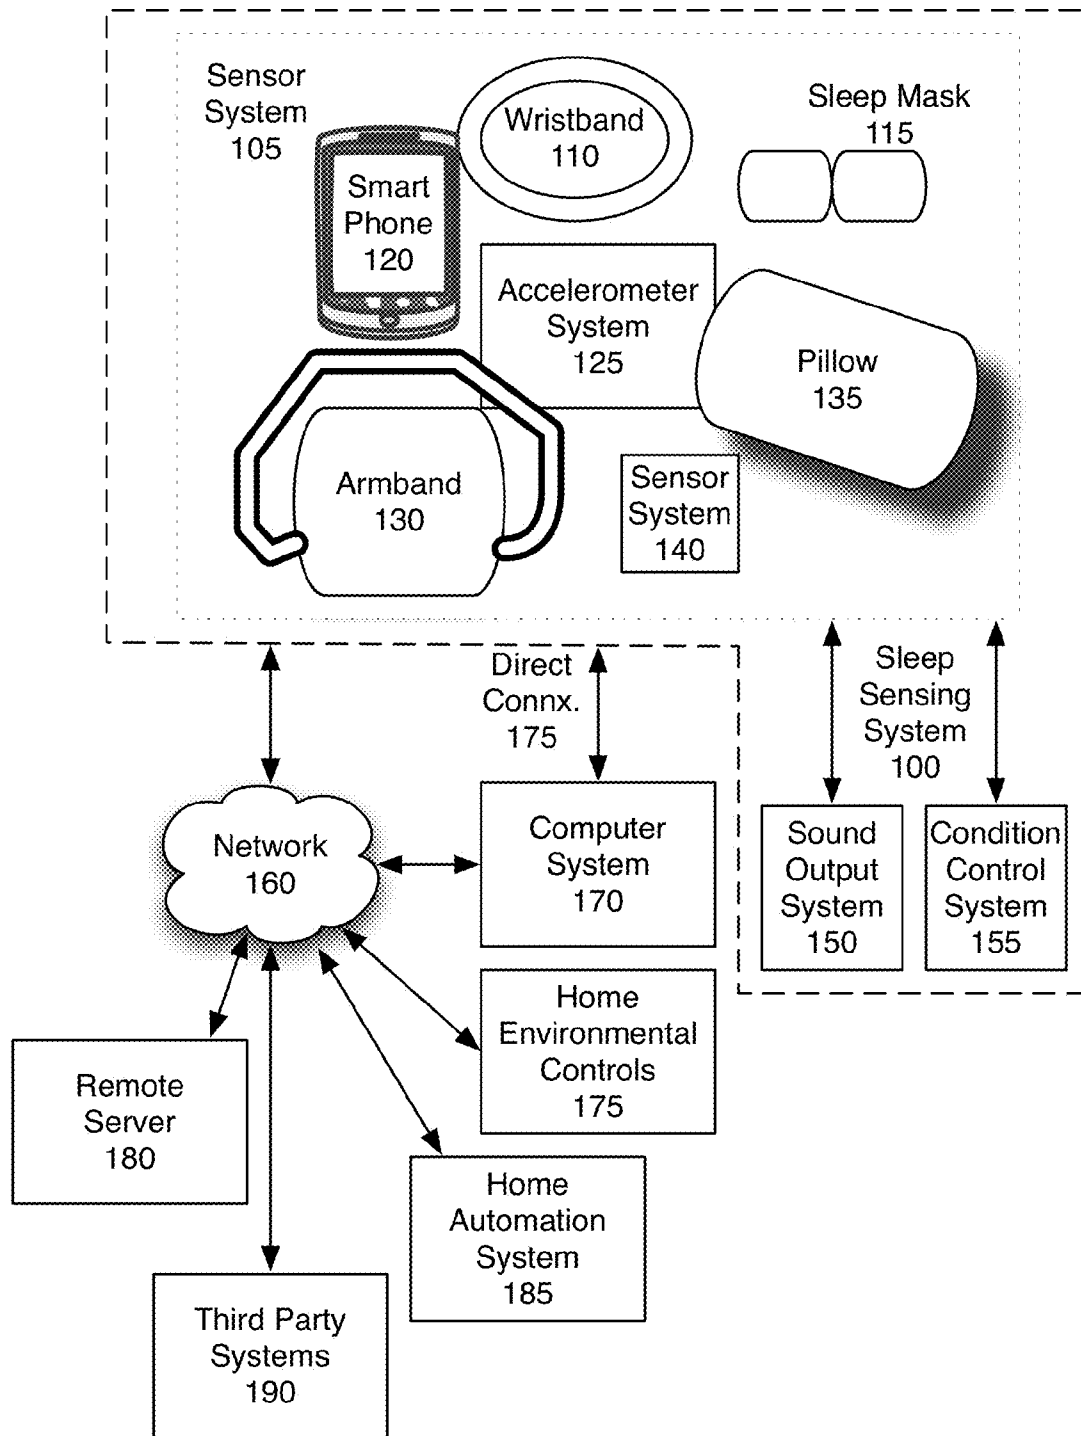 Sensor
System
105
Wristband
110
Sleep Mask
115
Smart
Phone
120
Accelerometer
System
125
Pillow
135
Armband
130
Sensor
System
140
Direct
Connx.
175
Sleep
Sensing
System
100
Network
160
Computer
System
170
Sound
Output
System
150
Condition
Control
System
155
Home
Environmental
Controls
175
Remote
Server
180
Home
Automation
System
185
Third Party
Systems
190